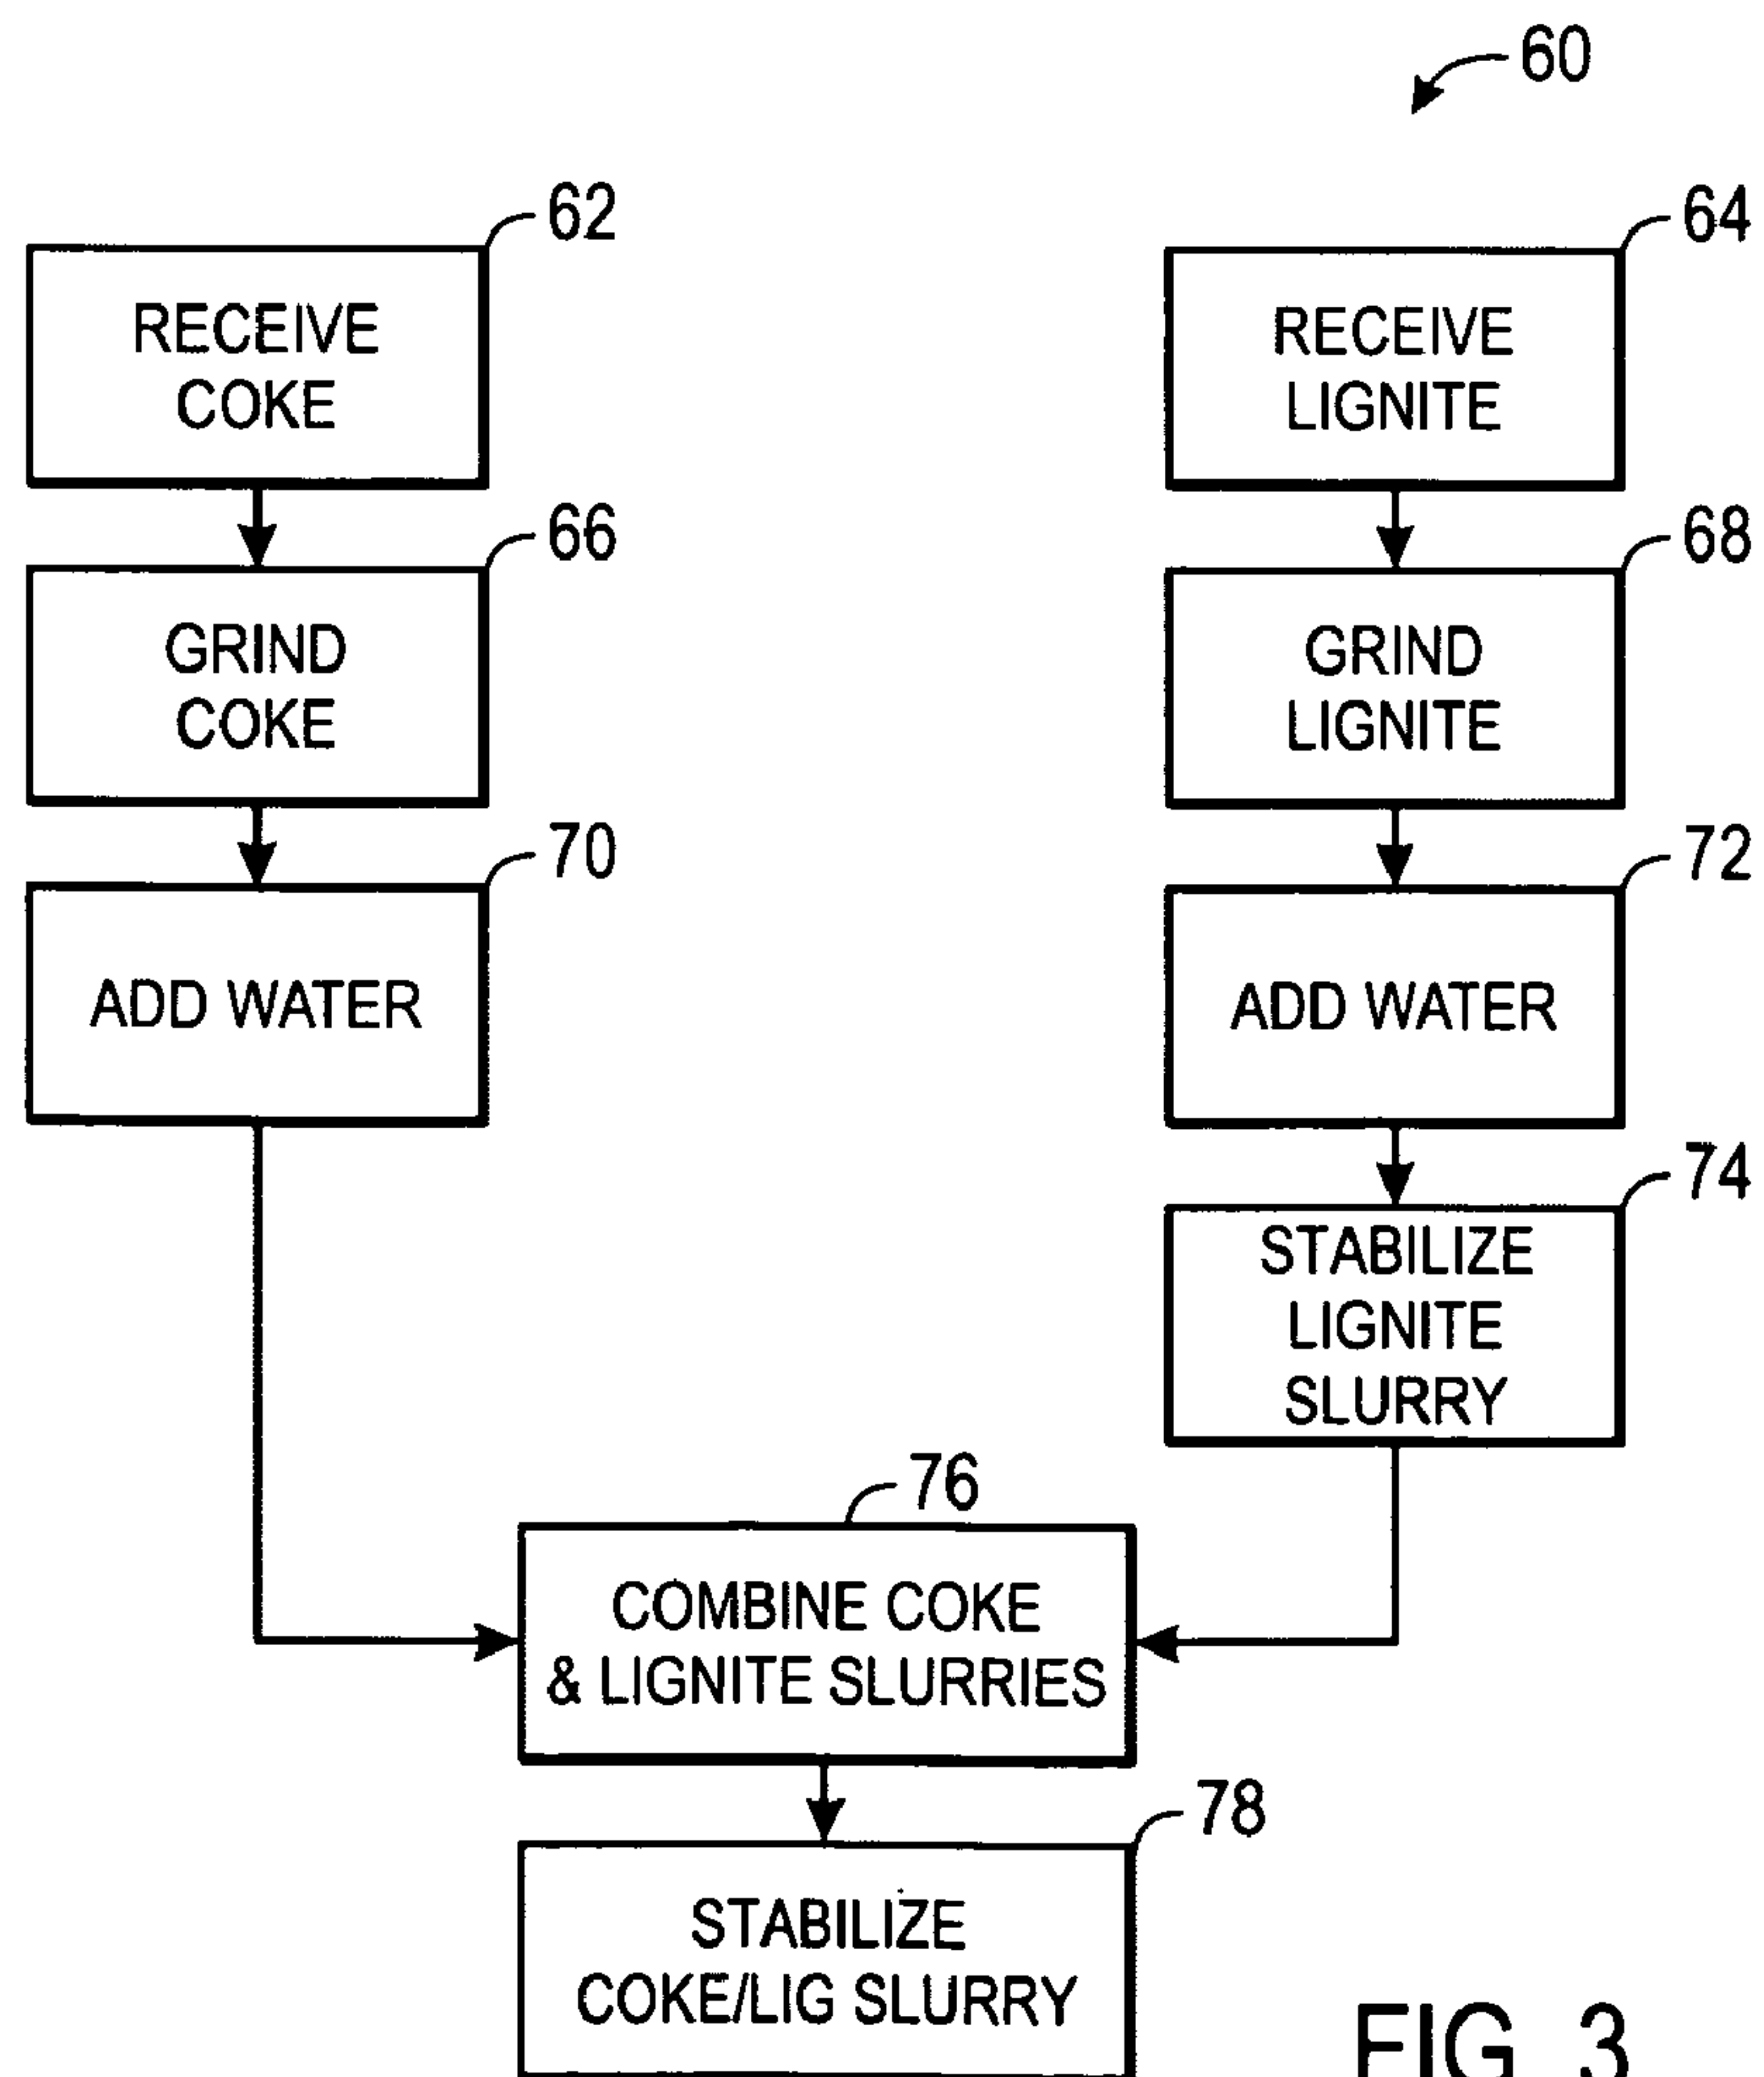 60
62
RECEIVE
COKE
64
RECEIVE
LIGNITE
66
GRIND
COKE
68
GRIND
LIGNITE
70
ADD WATER
72
ADD WATER
74
STABILIZE
LIGNITE
SLURRY
76
COMBINE COKE
& LIGNITE SLURRIES
78
STABILIZE
COKE/LIG SLURRY
FIG. 3